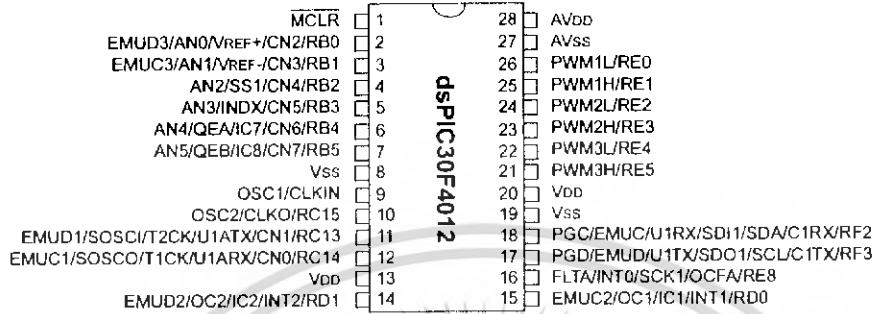 MCLR 1 28 AVDD
EMUD3/AN0/VREF+/CN2/RB0 2 27 AVSS
EMUC3/AN1/VREF-/CN3/RB1 3 26 PWM1L/RE0
AN2/SS1/CN4/RB2 4 25 PWM1H/RE1
AN3/INDX/CN5/RB3 5 24 PWM2L/RE2
AN4/QEA/IC7/CN6/RB4 6 23 PWM2H/RE3
AN5/QEB/IC8/CN7/RB5 7 22 PWM3L/RE4
VSS 8 21 PWM3H/RE5
OSC1/CLKIN 9 20 VDD
OSC2/CLKO/RC15 10 19 VSS
EMUD1/SOSCI/T2CK/U1ATX/CN1/RC13 11 18 PGC/EMUC/U1RX/SDI1/SDA/C1RX/RF2
EMUC1/SOSCO/T1CK/U1ARX/CN0/RC14 12 17 PGD/EMUD/U1TX/SDO1/SCL/C1TX/RF3
VDD 13 16 FLTA/INT0/SCK1/OCFA/RE8
EMUD2/OC2/IC2/INT2/RD1 14 15 EMUC2/OC1/IC1/INT1/RD0
dsPIC30F4012